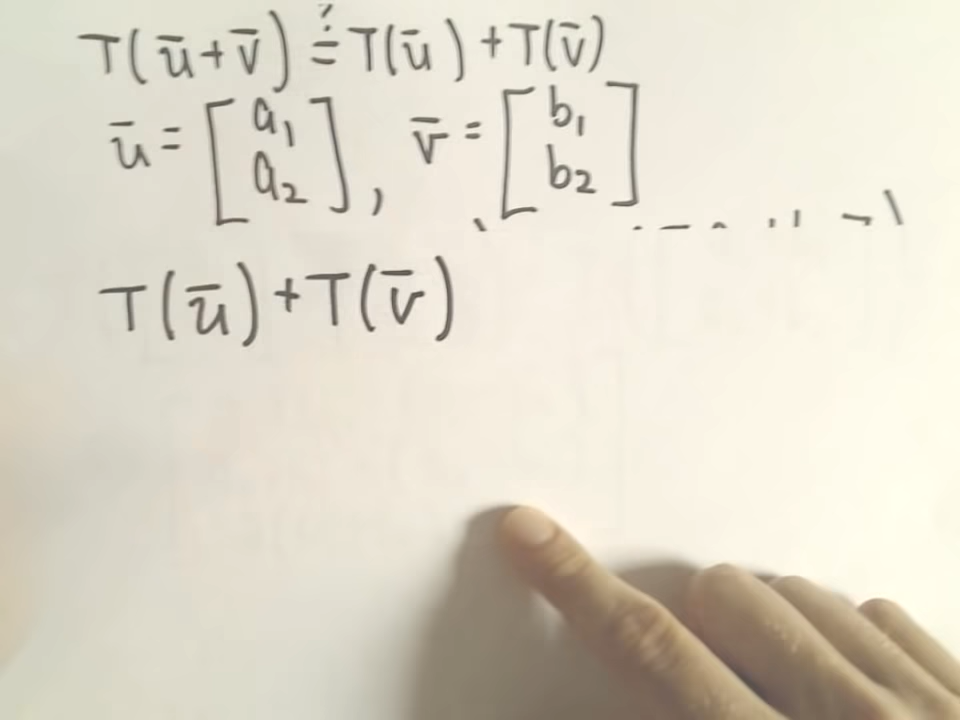 T(ū+v̄) ≟ T(ū) + T(v̄)
ū = [a₁ a₂], v̄ = [b₁ b₂]
T(ū) + T(v̄)